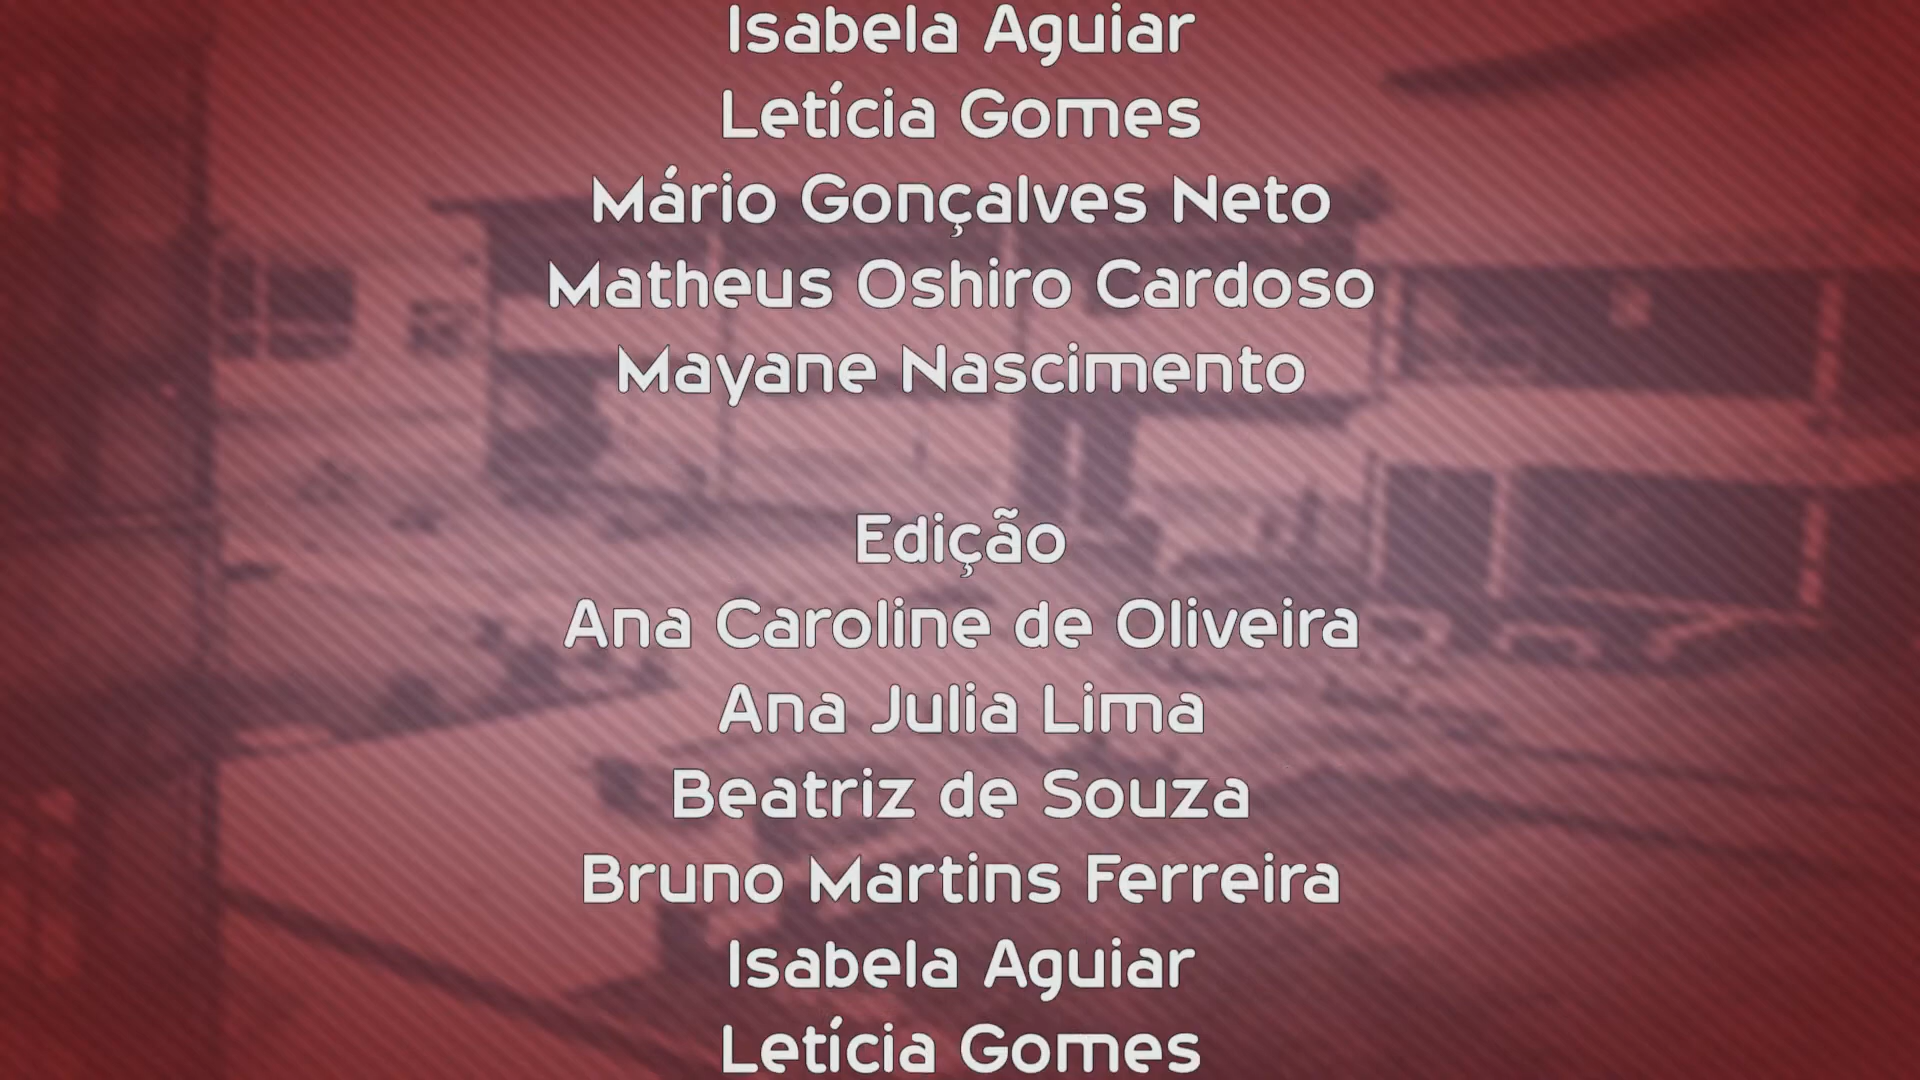 Isabela Aguiar
Letícia Gomes
Mário Gonçalves Neto
Matheus Oshiro Cardoso
Mayane Nascimento
Edição
Ana Caroline de Oliveira
Ana Julia Lima
Beatriz de Souza
Bruno Martins Ferreira
Isabela Aguiar
Letícia Gomes